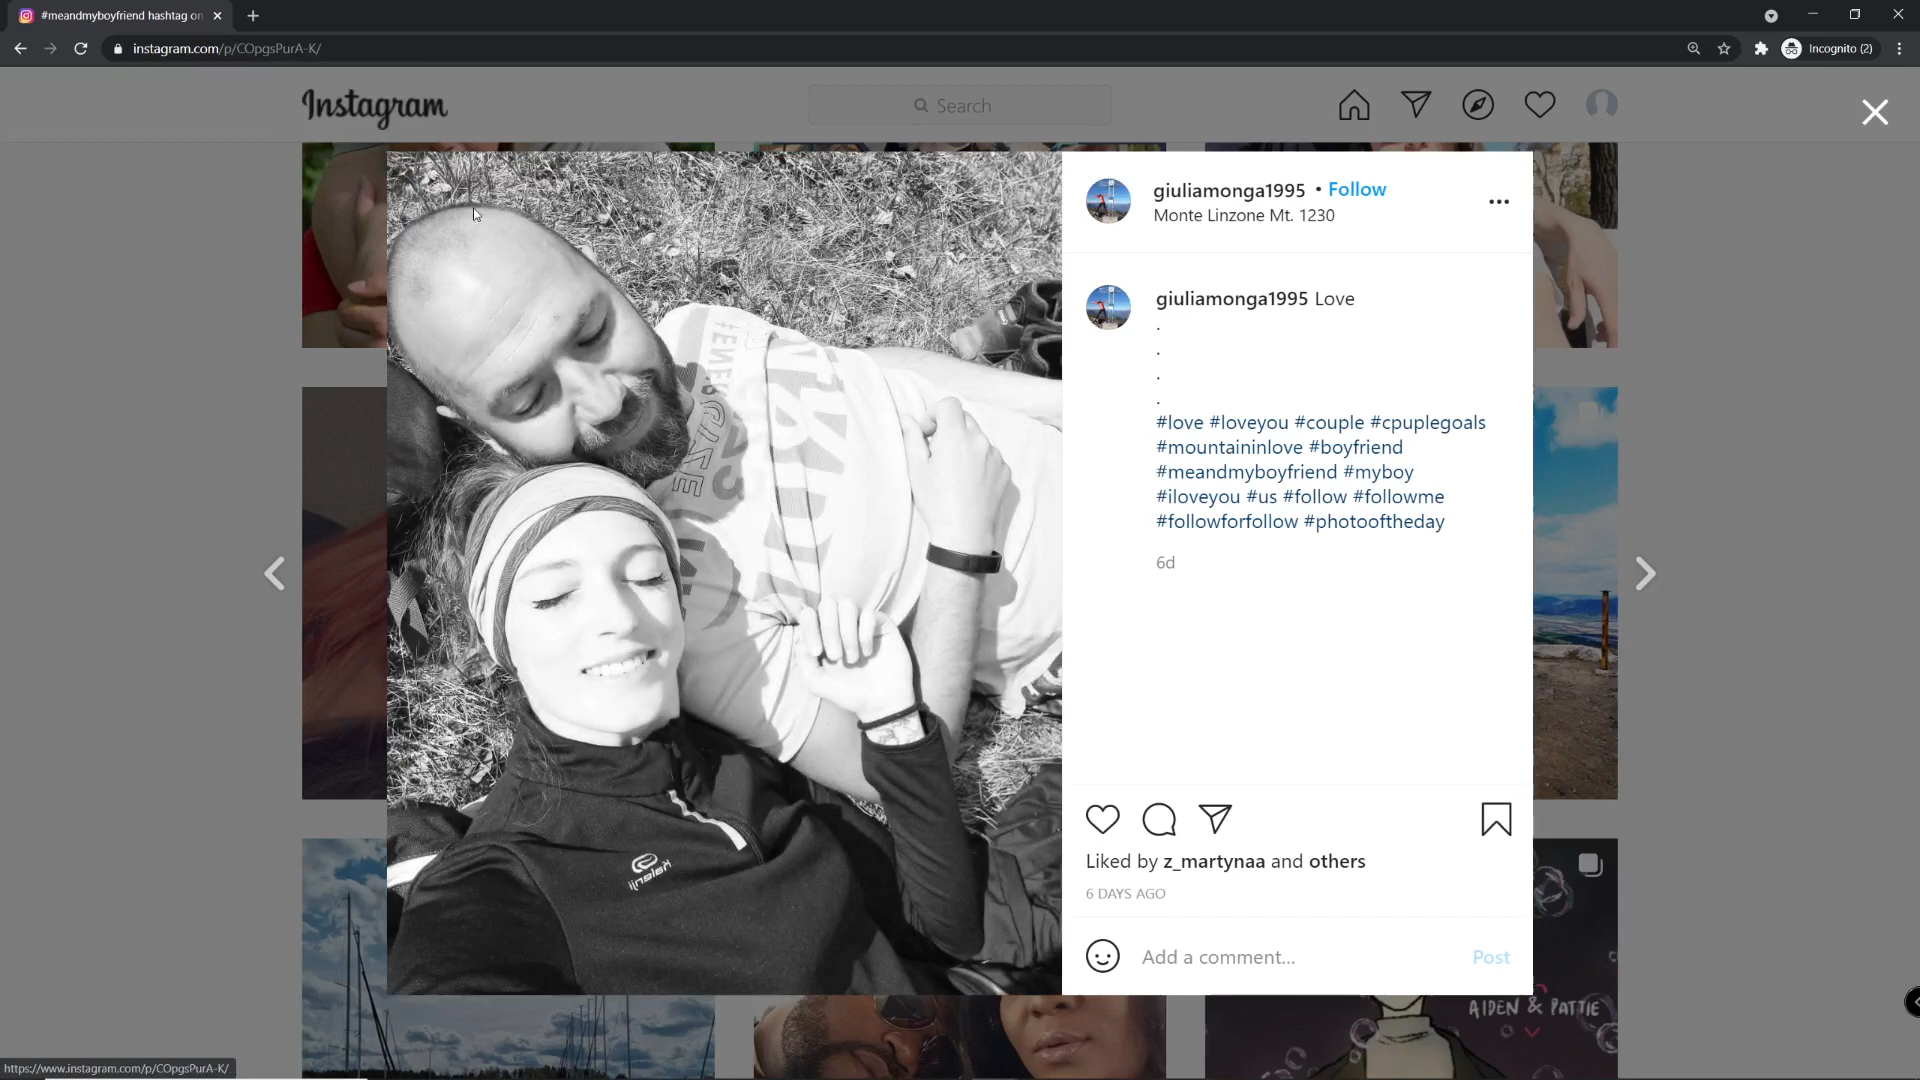 #meandmyboyfriend hashtag on
instagram.com/p/COpgsPurA-K/
Incognito (2)
Instagram
Search
giuliamonga1995 • Follow
Monte Linzone Mt. 1230
giuliamonga1995 Love
.
.
.
.
#love #loveyou #couple #cpuplegoals
#mountaininlove #boyfriend
#meandmyboyfriend #myboy
#iloveyou #us #follow #followme
#followforfollow #photooftheday
6d
Liked by z_martynaa and others
6 DAYS AGO
Add a comment...
Post
Kalenji
AIDEN & PATTIE
https://www.instagram.com/p/COpgsPurA-K/